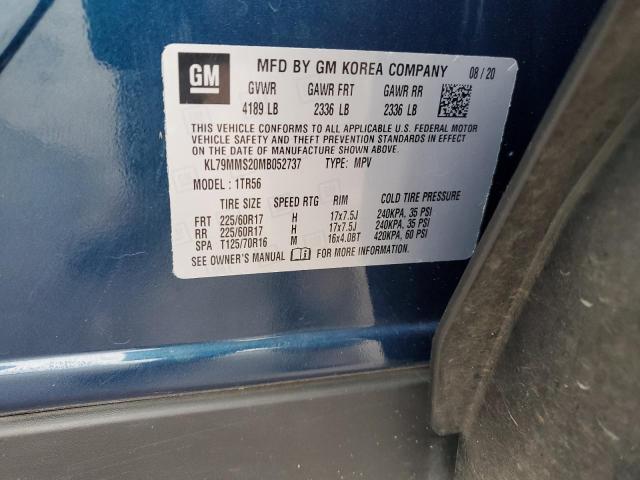 GM MFD BY GM KOREA COMPANY 08/20
GVWR GAWR FRT GAWR RR
4189 LB 2336 LB 2336 LB
THIS VEHICLE CONFORMS TO ALL APPLICABLE U.S. FEDERAL MOTOR
VEHICLE SAFETY AND THEFT PREVENTION STANDARDS IN EFFECT
ON THE DATE OF MANUFACTURE SHOWN ABOVE.
KL79MMS20MB052737 TYPE: MPV
MODEL: 1TR56
TIRE SIZE SPEED RTG RIM COLD TIRE PRESSURE
FRT 225/60R17 H 17x7.5J 240KPA, 35 PSI
RR 225/60R17 H 17x7.5J 240KPA, 35 PSI
SPA T125/70R16 M 16x4.0BT 420KPA, 60 PSI
SEE OWNER'S MANUAL FOR MORE INFORMATION.